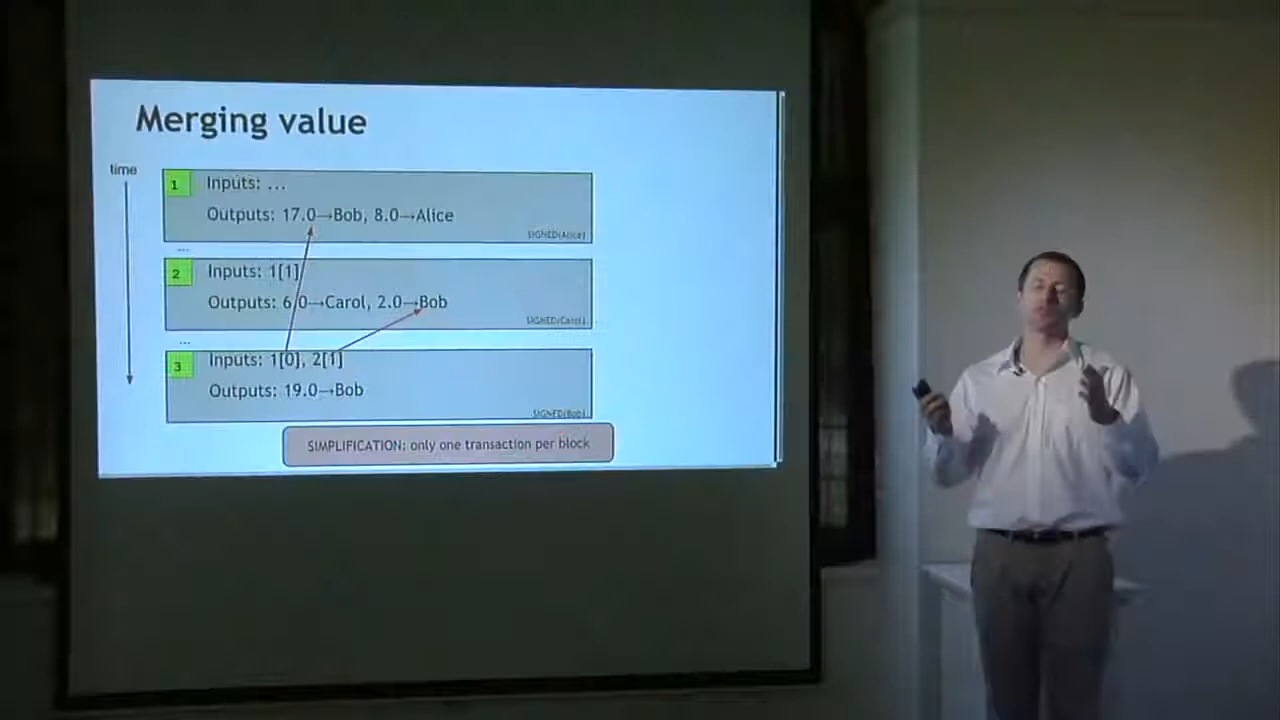 Merging value
time
1 Inputs: ...
Outputs: 17.0→Bob, 8.0→Alice
SIGNED(Alice)
...
2 Inputs: 1[1]
Outputs: 6.0→Carol, 2.0→Bob
SIGNED(Carol)
...
3 Inputs: 1[0], 2[1]
Outputs: 19.0→Bob
SIGNED(Bob)
SIMPLIFICATION: only one transaction per block